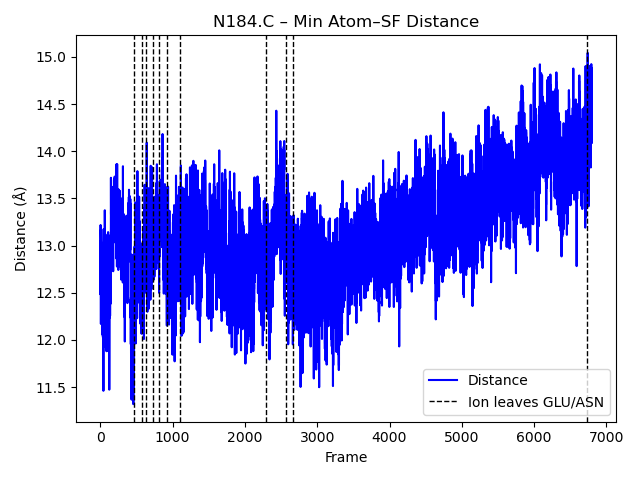 N184.C – Min Atom–SF Distance
15.0
14.5
14.0
13.5
13.0
12.5
12.0
11.5
Distance (Å)
Distance
Ion leaves GLU/ASN
0 1000 2000 3000 4000 5000 6000 7000
Frame